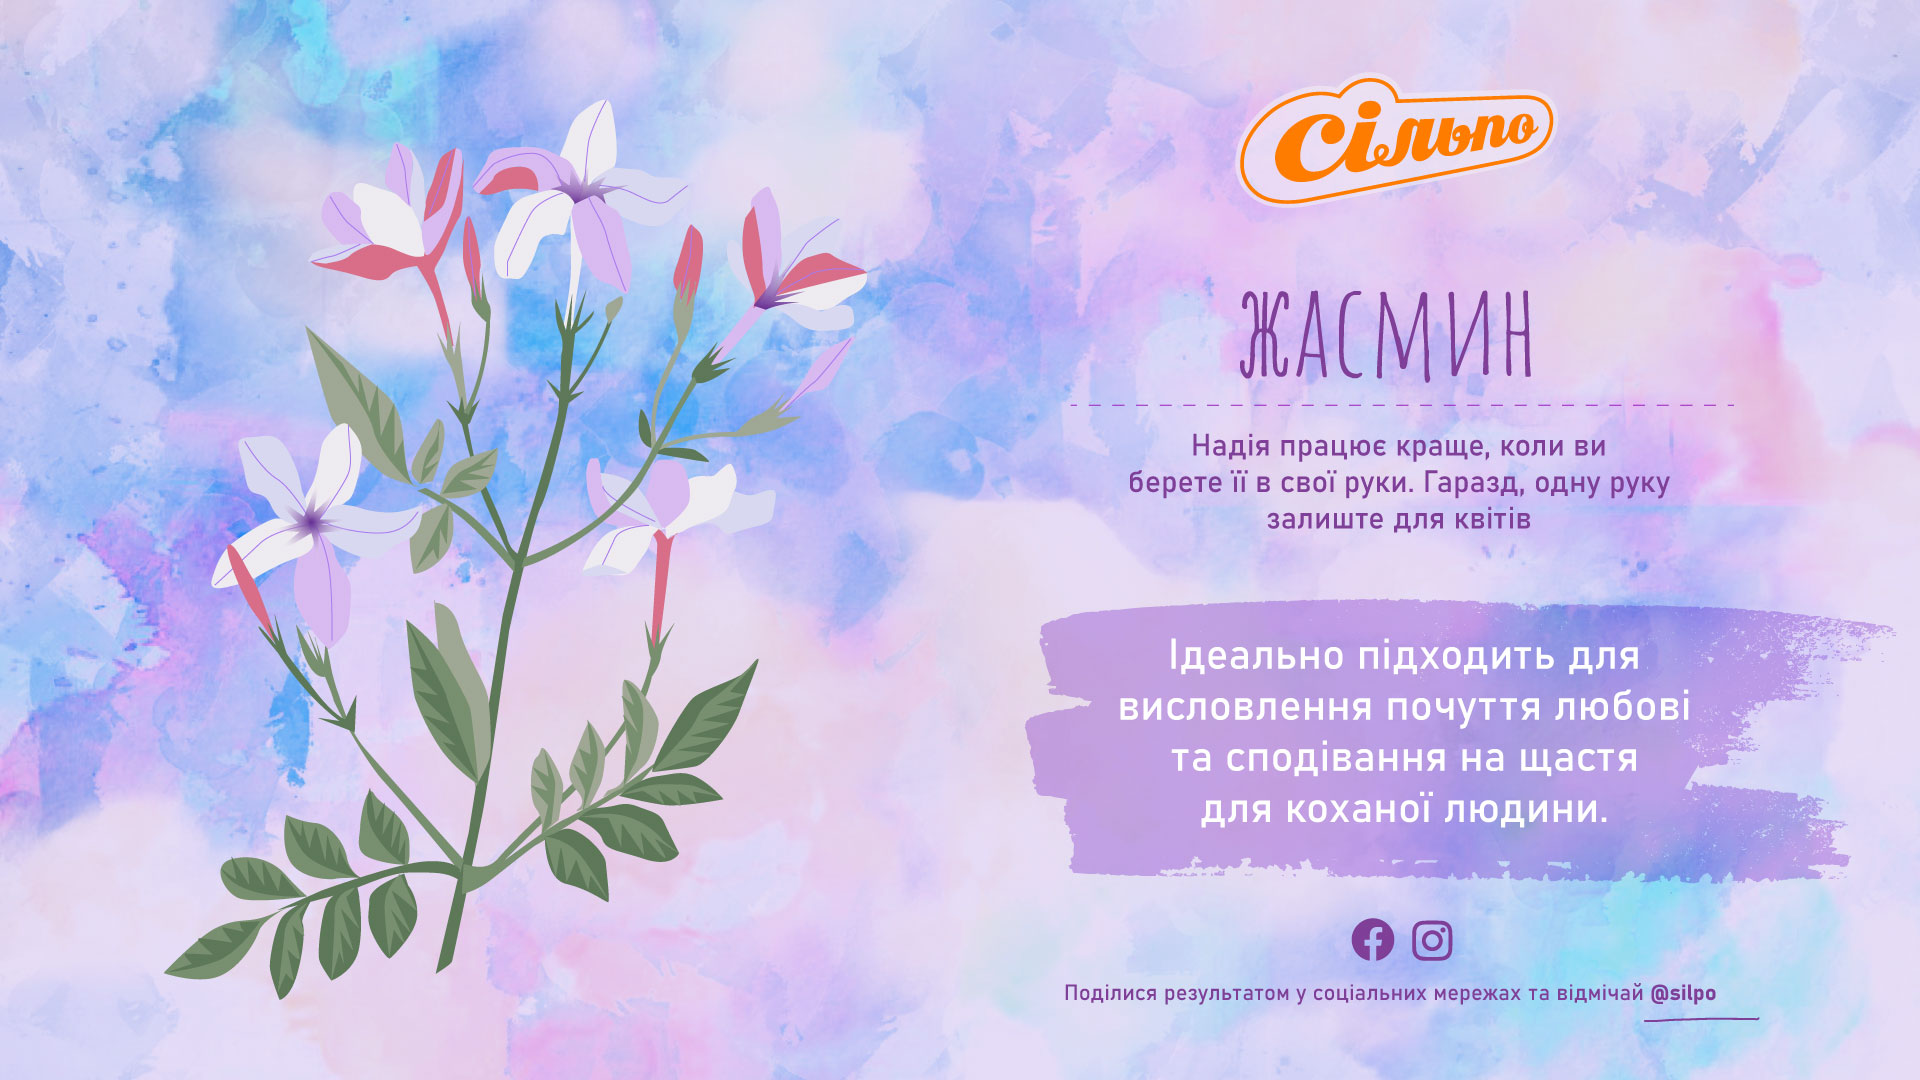 Сільпо
ЖАСМИН
Надія працює краще, коли ви
берете її в свої руки. Гаразд, одну руку
залиште для квітів
Ідеально підходить для
висловлення почуття любові
та сподівання на щастя
для коханої людини.
Поділися результатом у соціальних мережах та відмічай @silpo